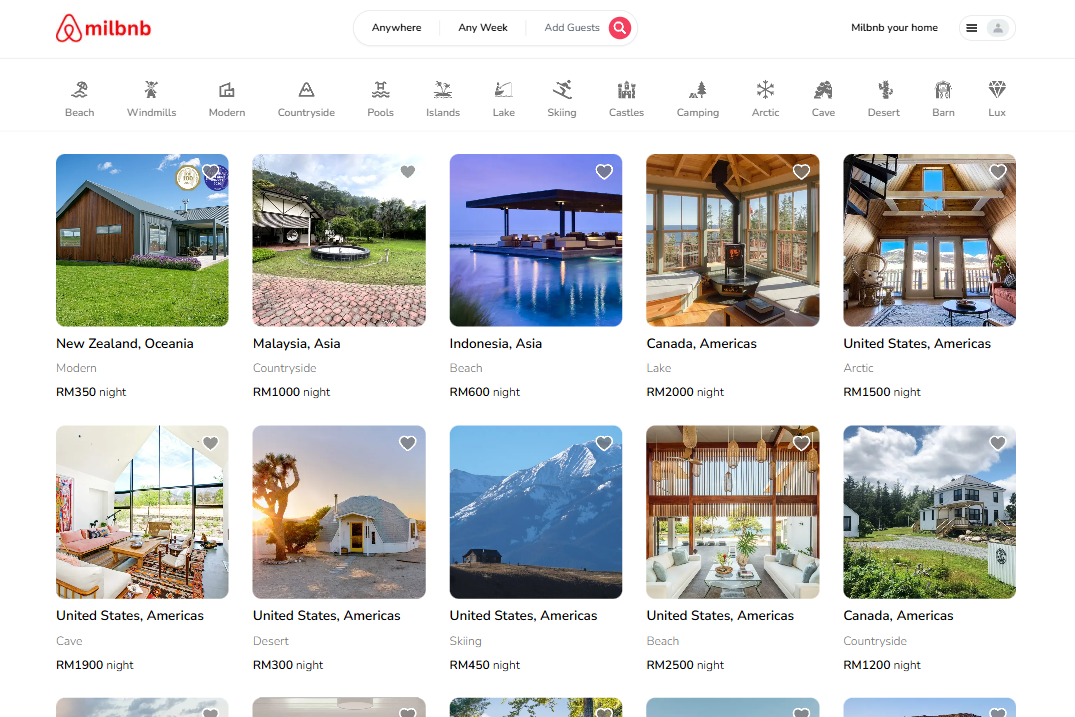 milbnb
Anywhere
Any Week
Add Guests
Milbnb your home
Beach
Windmills
Modern
Countryside
Pools
Islands
Lake
Skiing
Castles
Camping
Arctic
Cave
Desert
Barn
Lux
New Zealand, Oceania
Modern
RM350 night
Malaysia, Asia
Countryside
RM1000 night
Indonesia, Asia
Beach
RM600 night
Canada, Americas
Lake
RM2000 night
United States, Americas
Arctic
RM1500 night
United States, Americas
Cave
RM1900 night
United States, Americas
Desert
RM300 night
United States, Americas
Skiing
RM450 night
United States, Americas
Beach
RM2500 night
Canada, Americas
Countryside
RM1200 night